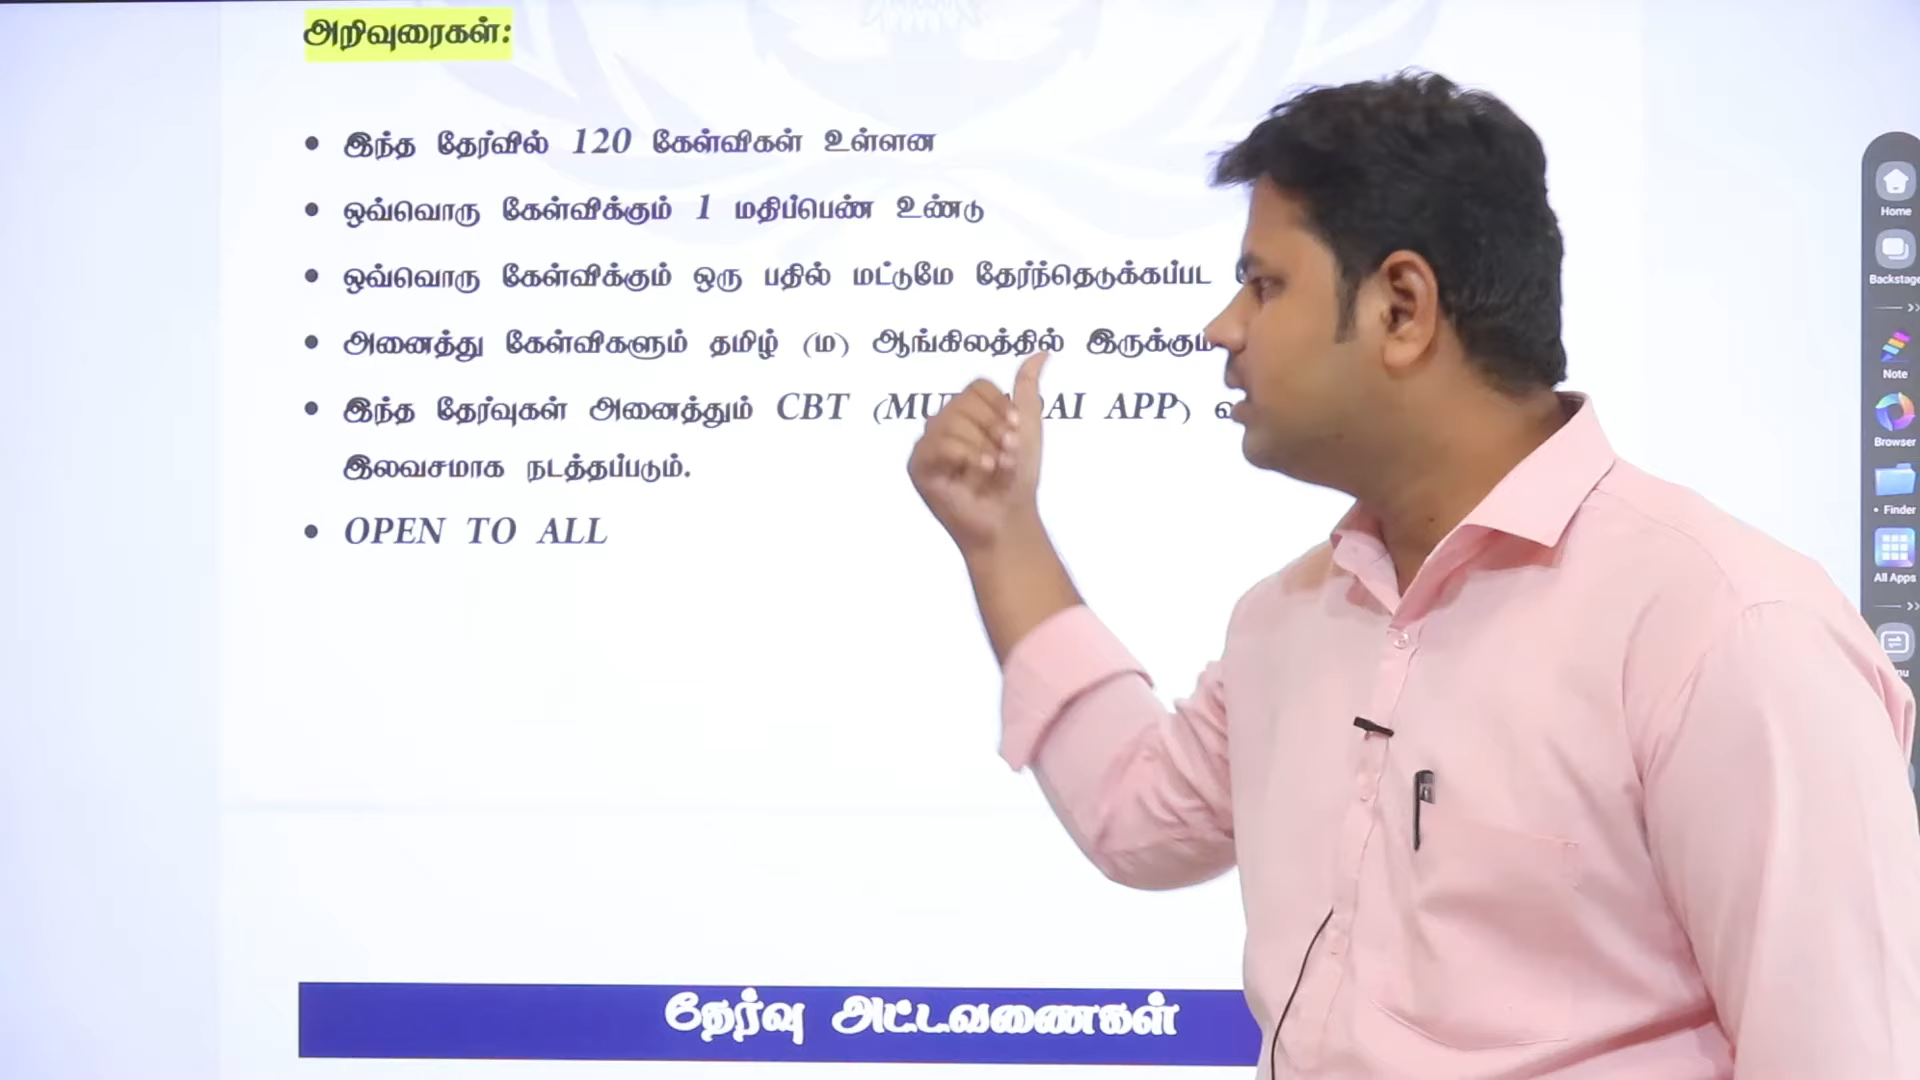 அறிவுரைகள்:
• இந்த தேர்வில் 120 கேள்விகள் உள்ளன
• ஒவ்வொரு கேள்விக்கும் 1 மதிப்பெண் உண்டு
• ஒவ்வொரு கேள்விக்கும் ஒரு பதில் மட்டுமே தேர்ந்தெடுக்கப்பட
• அனைத்து கேள்விகளும் தமிழ் (ம) ஆங்கிலத்தில் இருக்கும்
• இந்த தேர்வுகள் அனைத்தும் CBT ( APP)
இலவசமாக நடத்தப்படும்.
• OPEN TO ALL
தேர்வு அட்டவணைகள்
Home
Backstage
Note
Browser
• Finder
All Apps